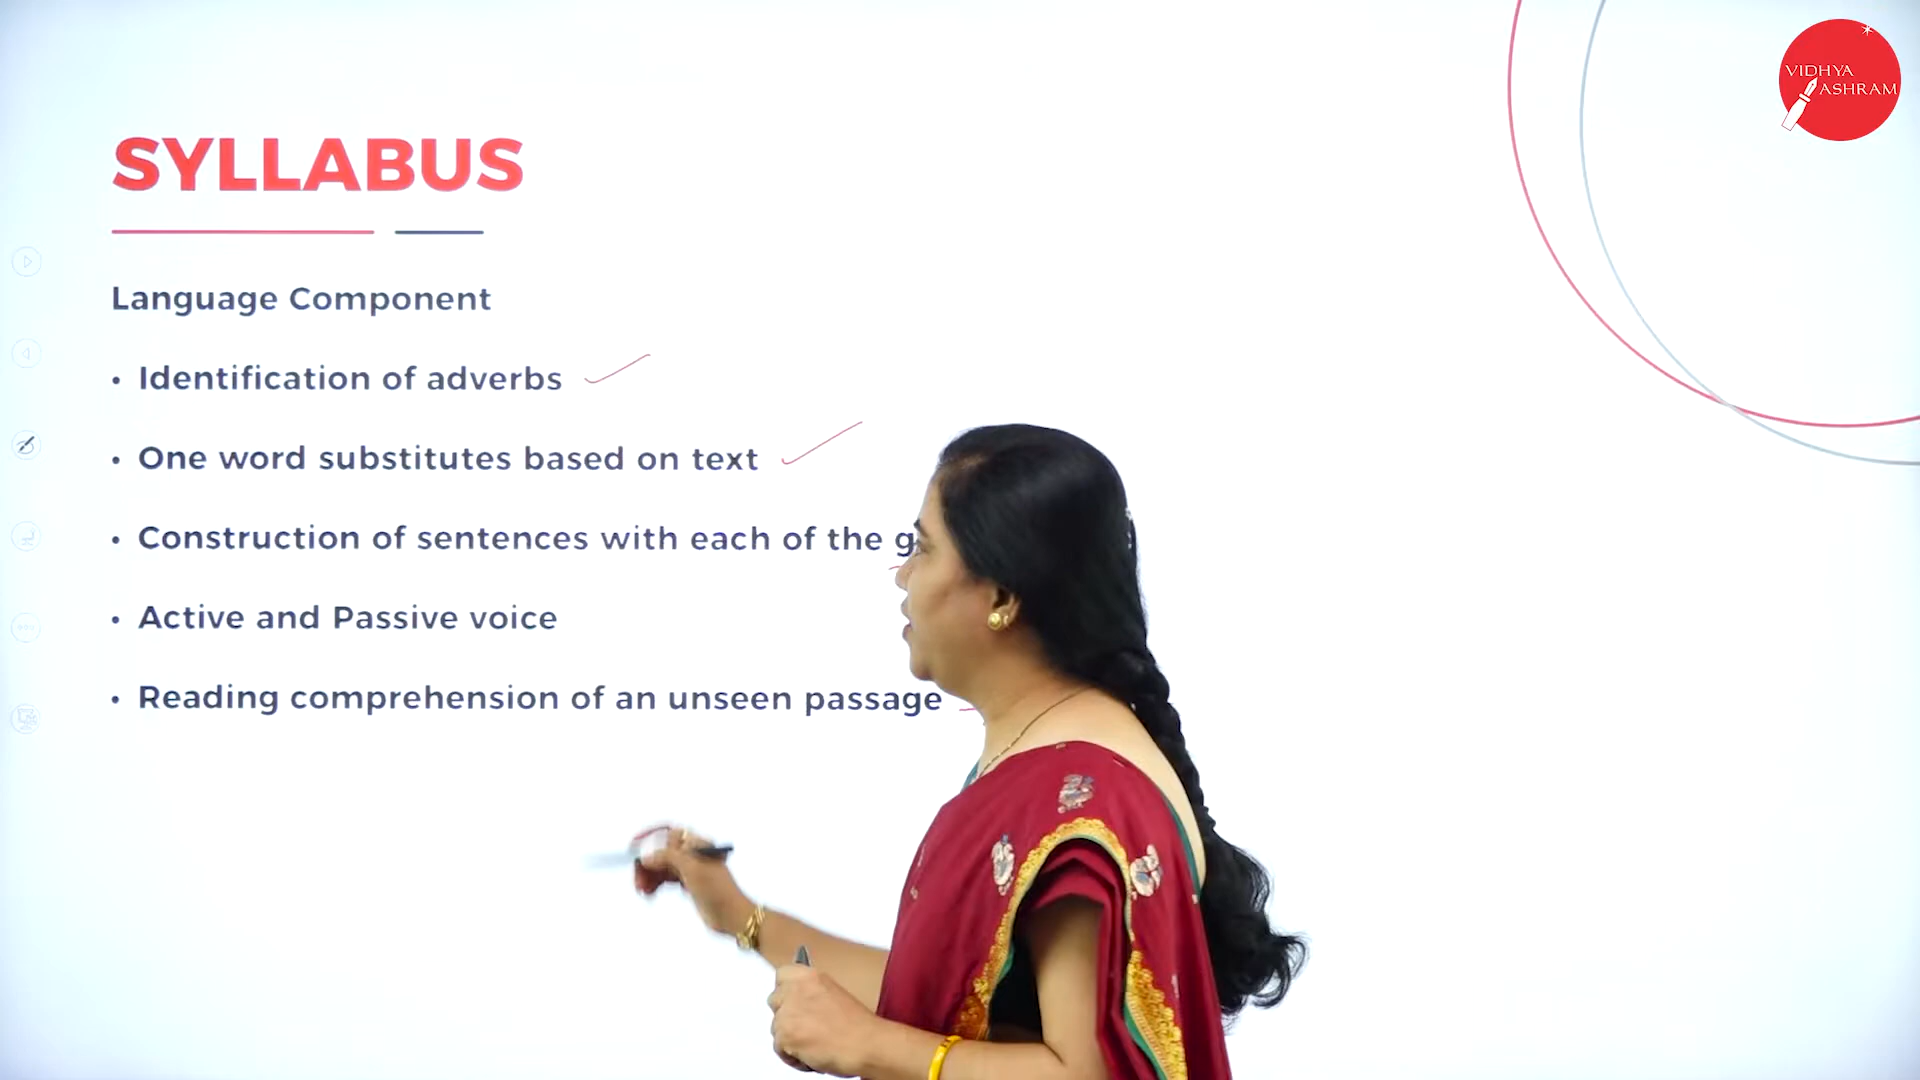 VIDHYA
ASHRAM
SYLLABUS
Language Component
• Identification of adverbs
• One word substitutes based on text
• Construction of sentences with each of the
• Active and Passive voice
• Reading comprehension of an unseen passage